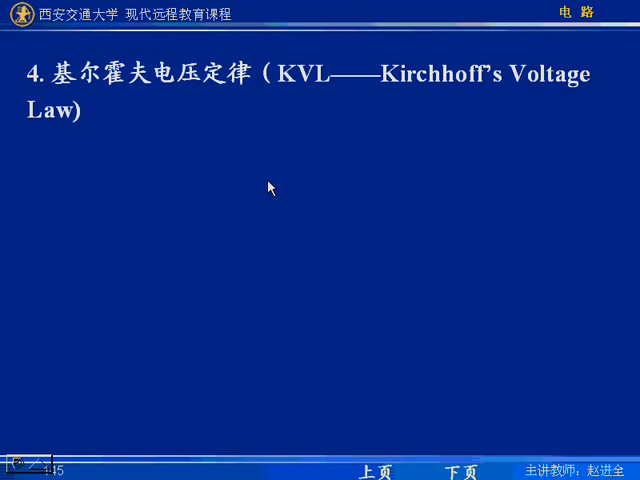 西安交通大学 现代远程教育课程
电 路
4. 基尔霍夫电压定律（KVL——Kirchhoff’s Voltage
Law)
上页
下页
主讲教师：赵进全